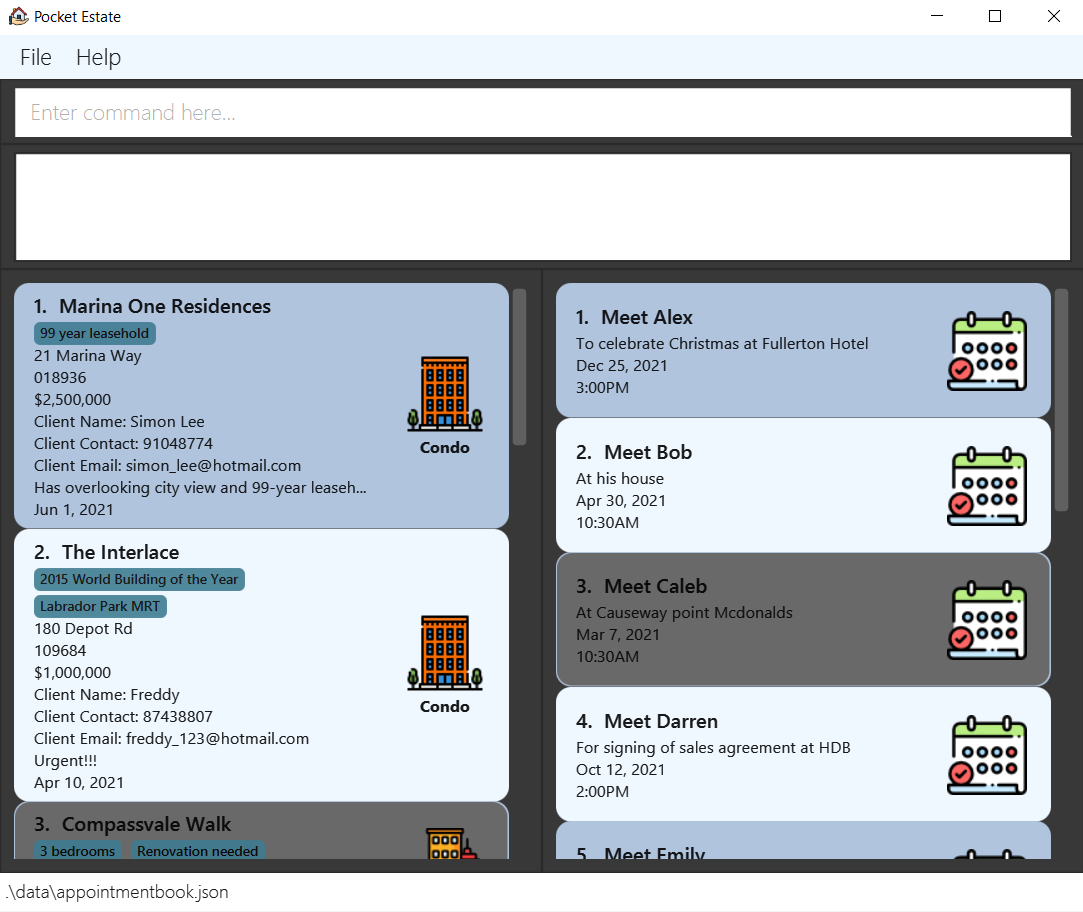 Pocket Estate
File Help
Enter command here...
1. Marina One Residences
99 year leasehold
21 Marina Way
018936
$2,500,000
Client Name: Simon Lee
Client Contact: 91048774
Client Email: simon_lee@hotmail.com
Has overlooking city view and 99-year leaseh...
Jun 1, 2021
Condo
2. The Interlace
2015 World Building of the Year
Labrador Park MRT
180 Depot Rd
109684
$1,000,000
Client Name: Freddy
Client Contact: 87438807
Client Email: freddy_123@hotmail.com
Urgent!!!
Apr 10, 2021
Condo
3. Compassvale Walk
3 bedrooms Renovation needed
1. Meet Alex
To celebrate Christmas at Fullerton Hotel
Dec 25, 2021
3:00PM
2. Meet Bob
At his house
Apr 30, 2021
10:30AM
3. Meet Caleb
At Causeway point Mcdonalds
Mar 7, 2021
10:30AM
4. Meet Darren
For signing of sales agreement at HDB
Oct 12, 2021
2:00PM
5. Meet Emily
.\data\appointmentbook.json